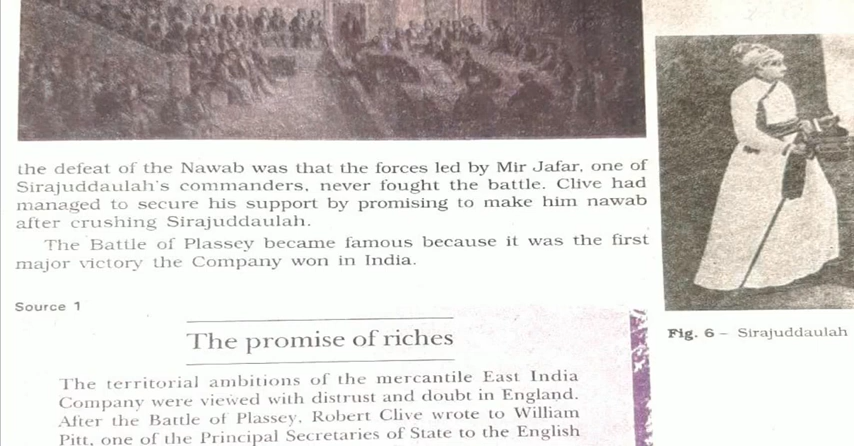 the defeat of the Nawab was that the forces led by Mir Jafar, one of
Sirajuddaulah's commanders, never fought the battle. Clive had
managed to secure his support by promising to make him nawab
after crushing Sirajuddaulah.
The Battle of Plassey became famous because it was the first
major victory the Company won in India.
Source 1
The promise of riches
The territorial ambitions of the mercantile East India
Company were viewed with distrust and doubt in England.
After the Battle of Plassey, Robert Clive wrote to William
Pitt, one of the Principal Secretaries of State to the English
Fig. 6 – Sirajuddaulah